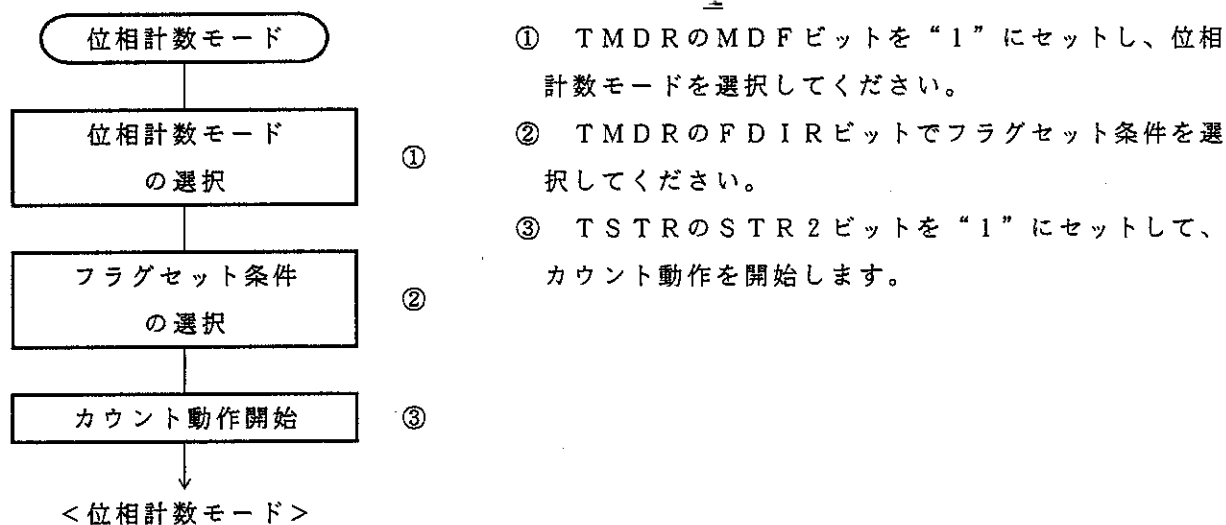 位相計数モード
位相計数モード
の選択
①
フラグセット条件
の選択
②
カウント動作開始
③
<位相計数モード>
① TMDRのMDFビットを“1”にセットし、位相
計数モードを選択してください。
② TMDRのFDIRビットでフラグセット条件を選
択してください。
③ TSTRのSTR2ビットを“1”にセットして、
カウント動作を開始します。